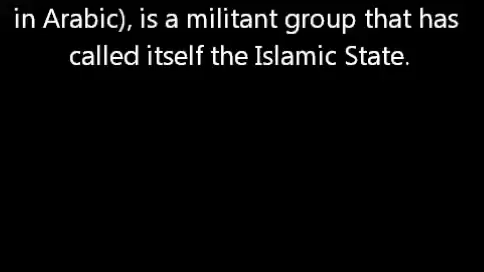 in Arabic), is a militant group that has
called itself the Islamic State.